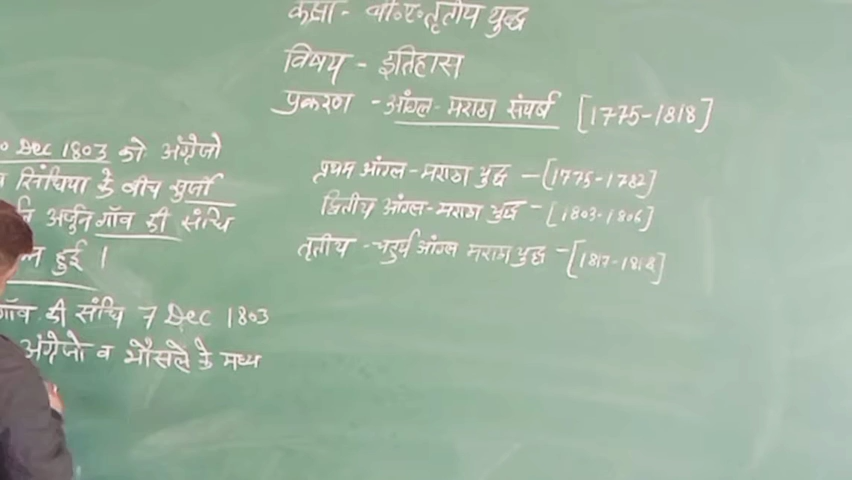 कक्षा - बी॰ए॰ तृतीय युद्ध
विषय - इतिहास
प्रकरण - आंग्ल-मराठा संघर्ष [1775-1818]
प्रथम आंग्ल-मराठा युद्ध - [1775-1782]
द्वितीय आंग्ल-मराठा युद्ध - [1803-1806]
तृतीय - चतुर्थ आंग्ल मराठा युद्ध - [1817-1818]
Dec 1803 को अंग्रेजो
सिंधिया के बीच सुर्जी
अर्जुन गाँव की संधि
हुई ।
गाँव की संधि 7 Dec 1803
अंग्रेजो व भौसले के मध्य